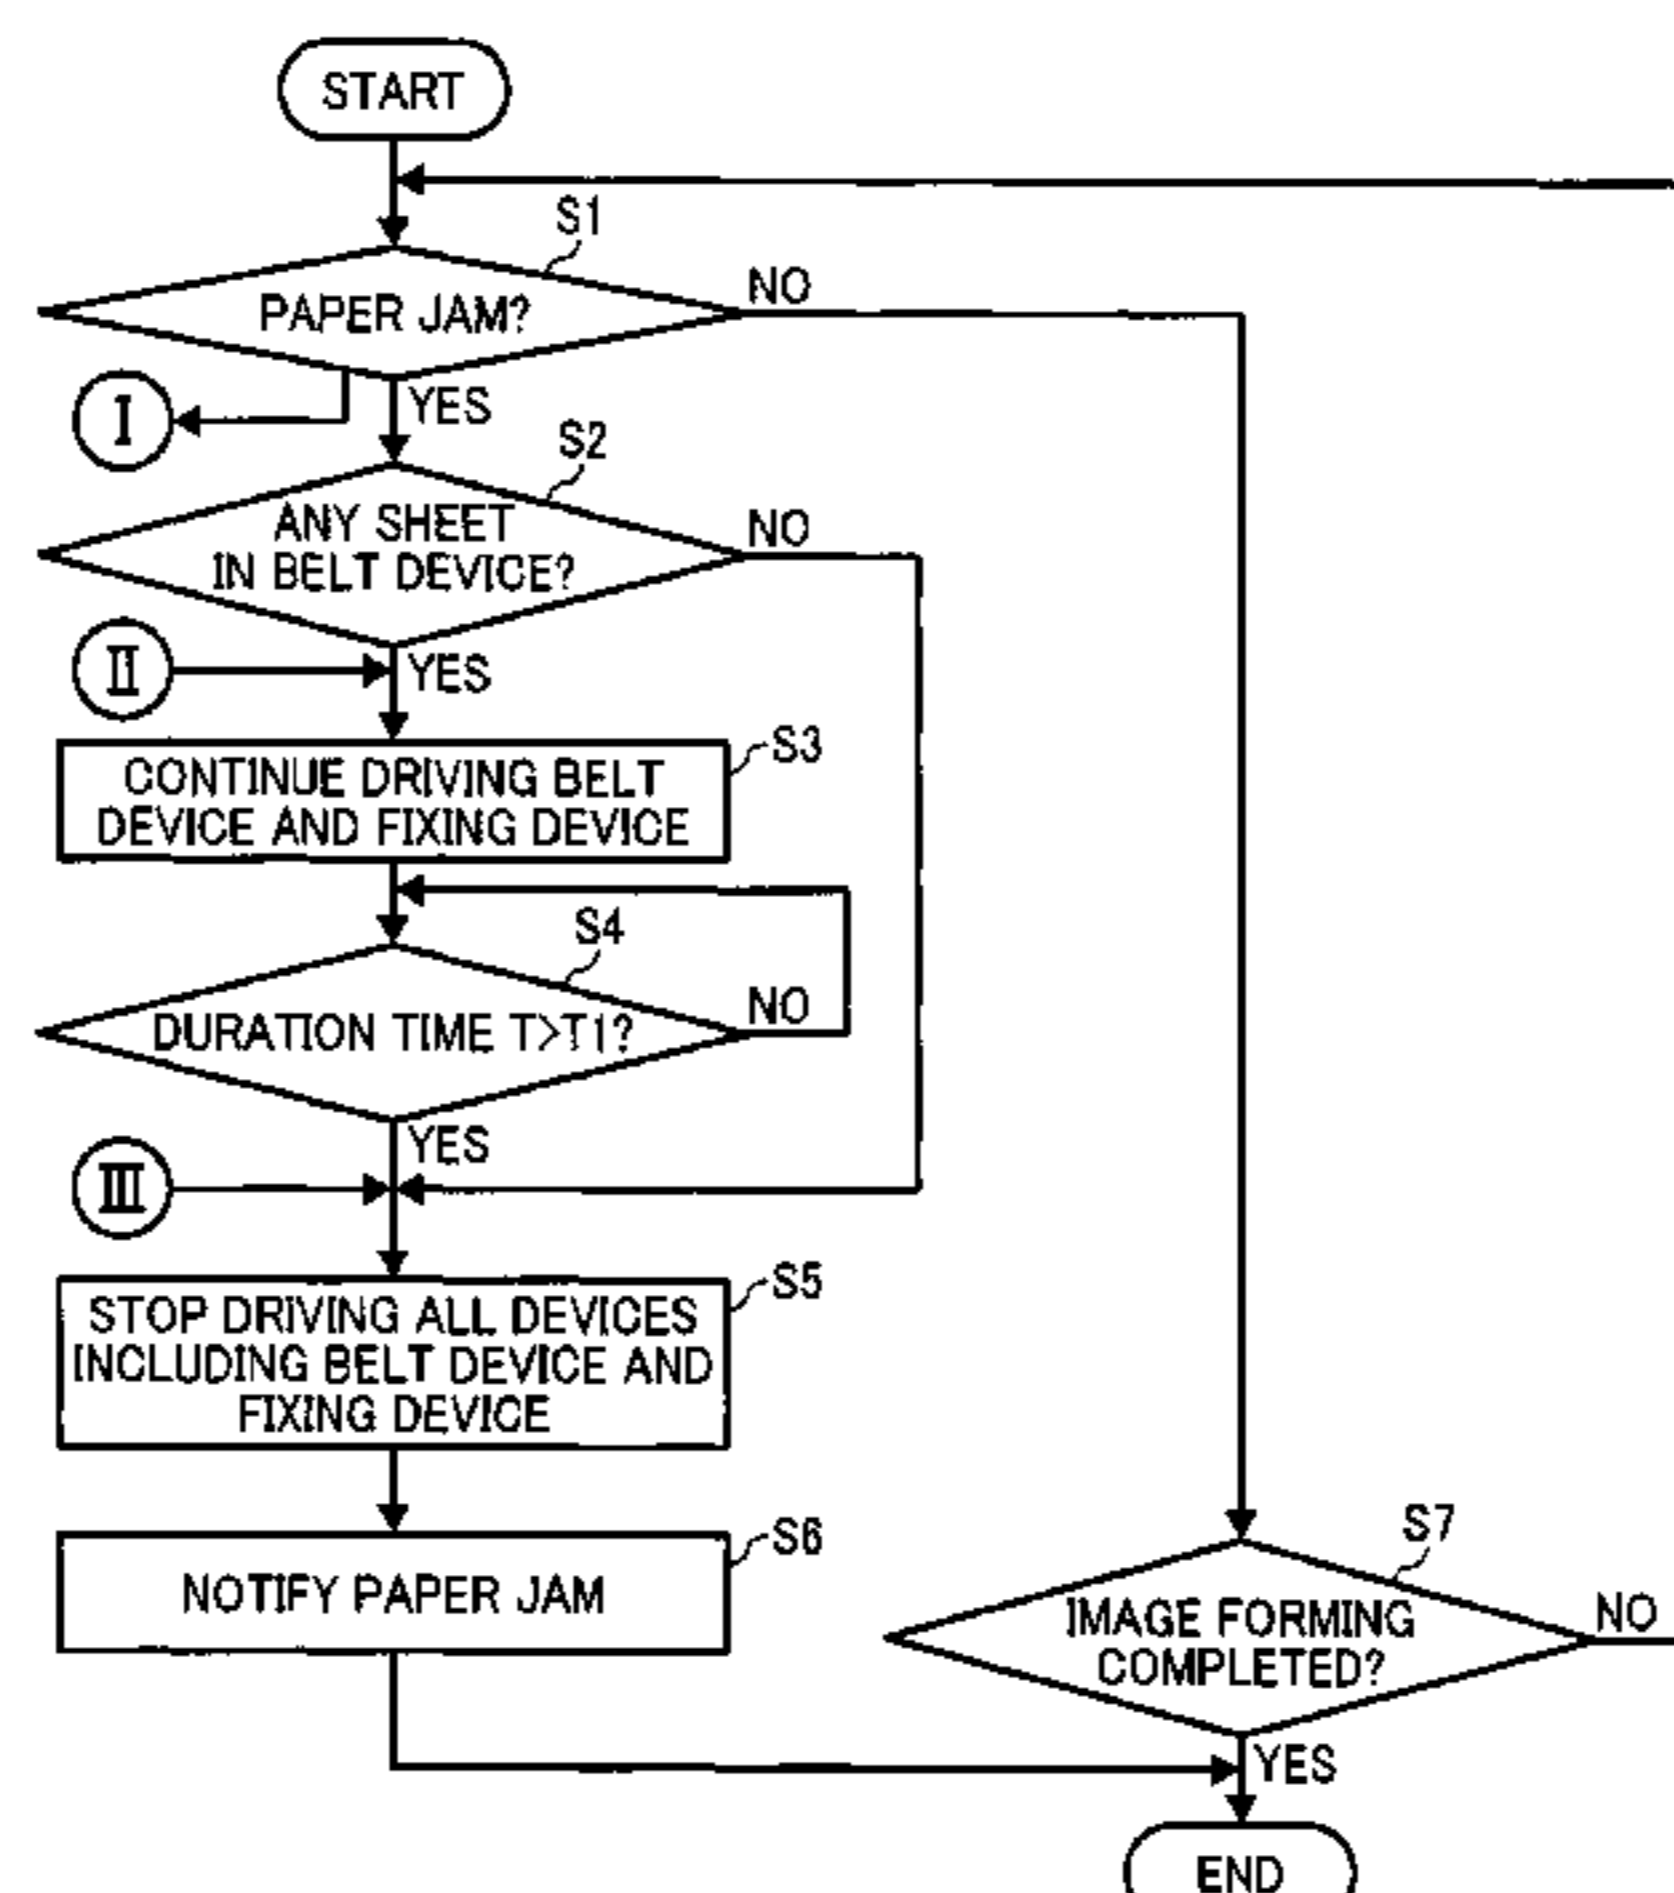 START
S1
PAPER JAM?
NO
I
YES
S2
ANY SHEET
IN BELT DEVICE?
NO
II
YES
S3
CONTINUE DRIVING BELT
DEVICE AND FIXING DEVICE
S4
DURATION TIME T>T1?
NO
YES
III
S5
STOP DRIVING ALL DEVICES
INCLUDING BELT DEVICE AND
FIXING DEVICE
S6
NOTIFY PAPER JAM
S7
IMAGE FORMING
COMPLETED?
NO
YES
END